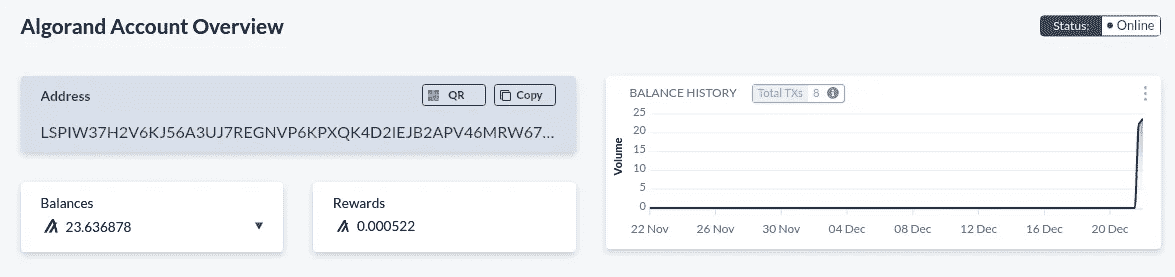 Algorand Account Overview
Status: Online
Address
QR
Copy
LSPIW37H2V6KJ56A3UJ7REGNVP6KPXQK4D2IEJB2APV46MRW67...
Balances
23.636878
Rewards
0.000522
BALANCE HISTORY
Total TXs 8
Volume
25
20
15
10
5
0
22 Nov 26 Nov 30 Nov 04 Dec 08 Dec 12 Dec 16 Dec 20 Dec